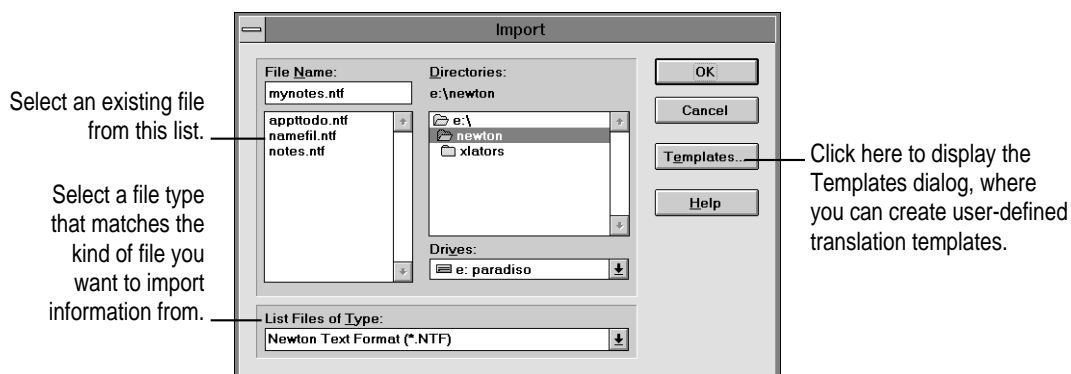 Import
Select an existing file
from this list.
Select a file type
that matches the
kind of file you
want to import
information from.
File Name:
mynotes.ntf
appttodo.ntf
namefil.ntf
notes.ntf
Directories:
e:\newton
e:\
newton
xlators
Drives:
e: paradiso
List Files of Type:
Newton Text Format (*.NTF)
OK
Cancel
Templates...
Help
Click here to display the
Templates dialog, where
you can create user-defined
translation templates.